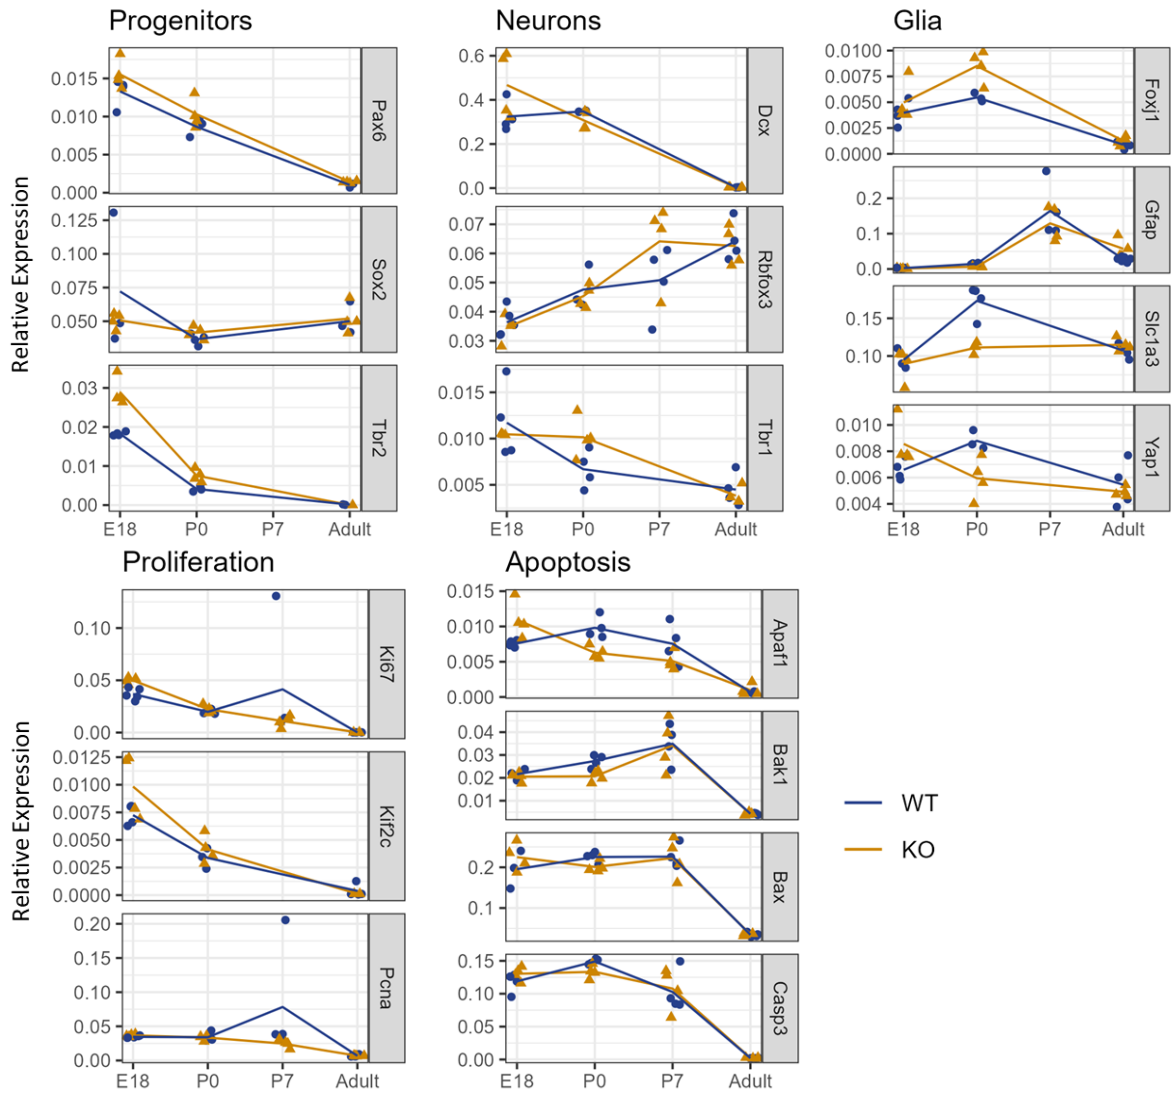 Progenitors
Neurons
Glia
Relative Expression
0.015
0.010
0.005
0.000
Pax6
0.125
0.075
0.050
Sox2
0.03
0.02
0.01
0.00
Tbr2
E18 P0 P7 Adult
0.6
0.4
0.2
0.0
Dcx
0.07
0.06
0.05
0.04
0.03
Rbfox3
0.015
0.010
0.005
Tbr1
E18 P0 P7 Adult
0.0100
0.0075
0.0050
0.0025
0.0000
Foxj1
0.2
0.1
0.0
Gfap
0.15
0.10
Slc1a3
0.010
0.008
0.006
0.004
Yap1
E18 P0 P7 Adult
Proliferation
Apoptosis
Relative Expression
0.10
0.05
0.00
Ki67
0.0125
0.0100
0.0075
0.0050
0.0025
0.0000
Kif2c
0.20
0.15
0.10
0.05
0.00
Pcna
E18 P0 P7 Adult
0.015
0.010
0.005
0.000
Apaf1
0.04
0.03
0.02
0.01
Bak1
0.2
0.1
Bax
0.15
0.10
0.05
0.00
Casp3
E18 P0 P7 Adult
WT
KO